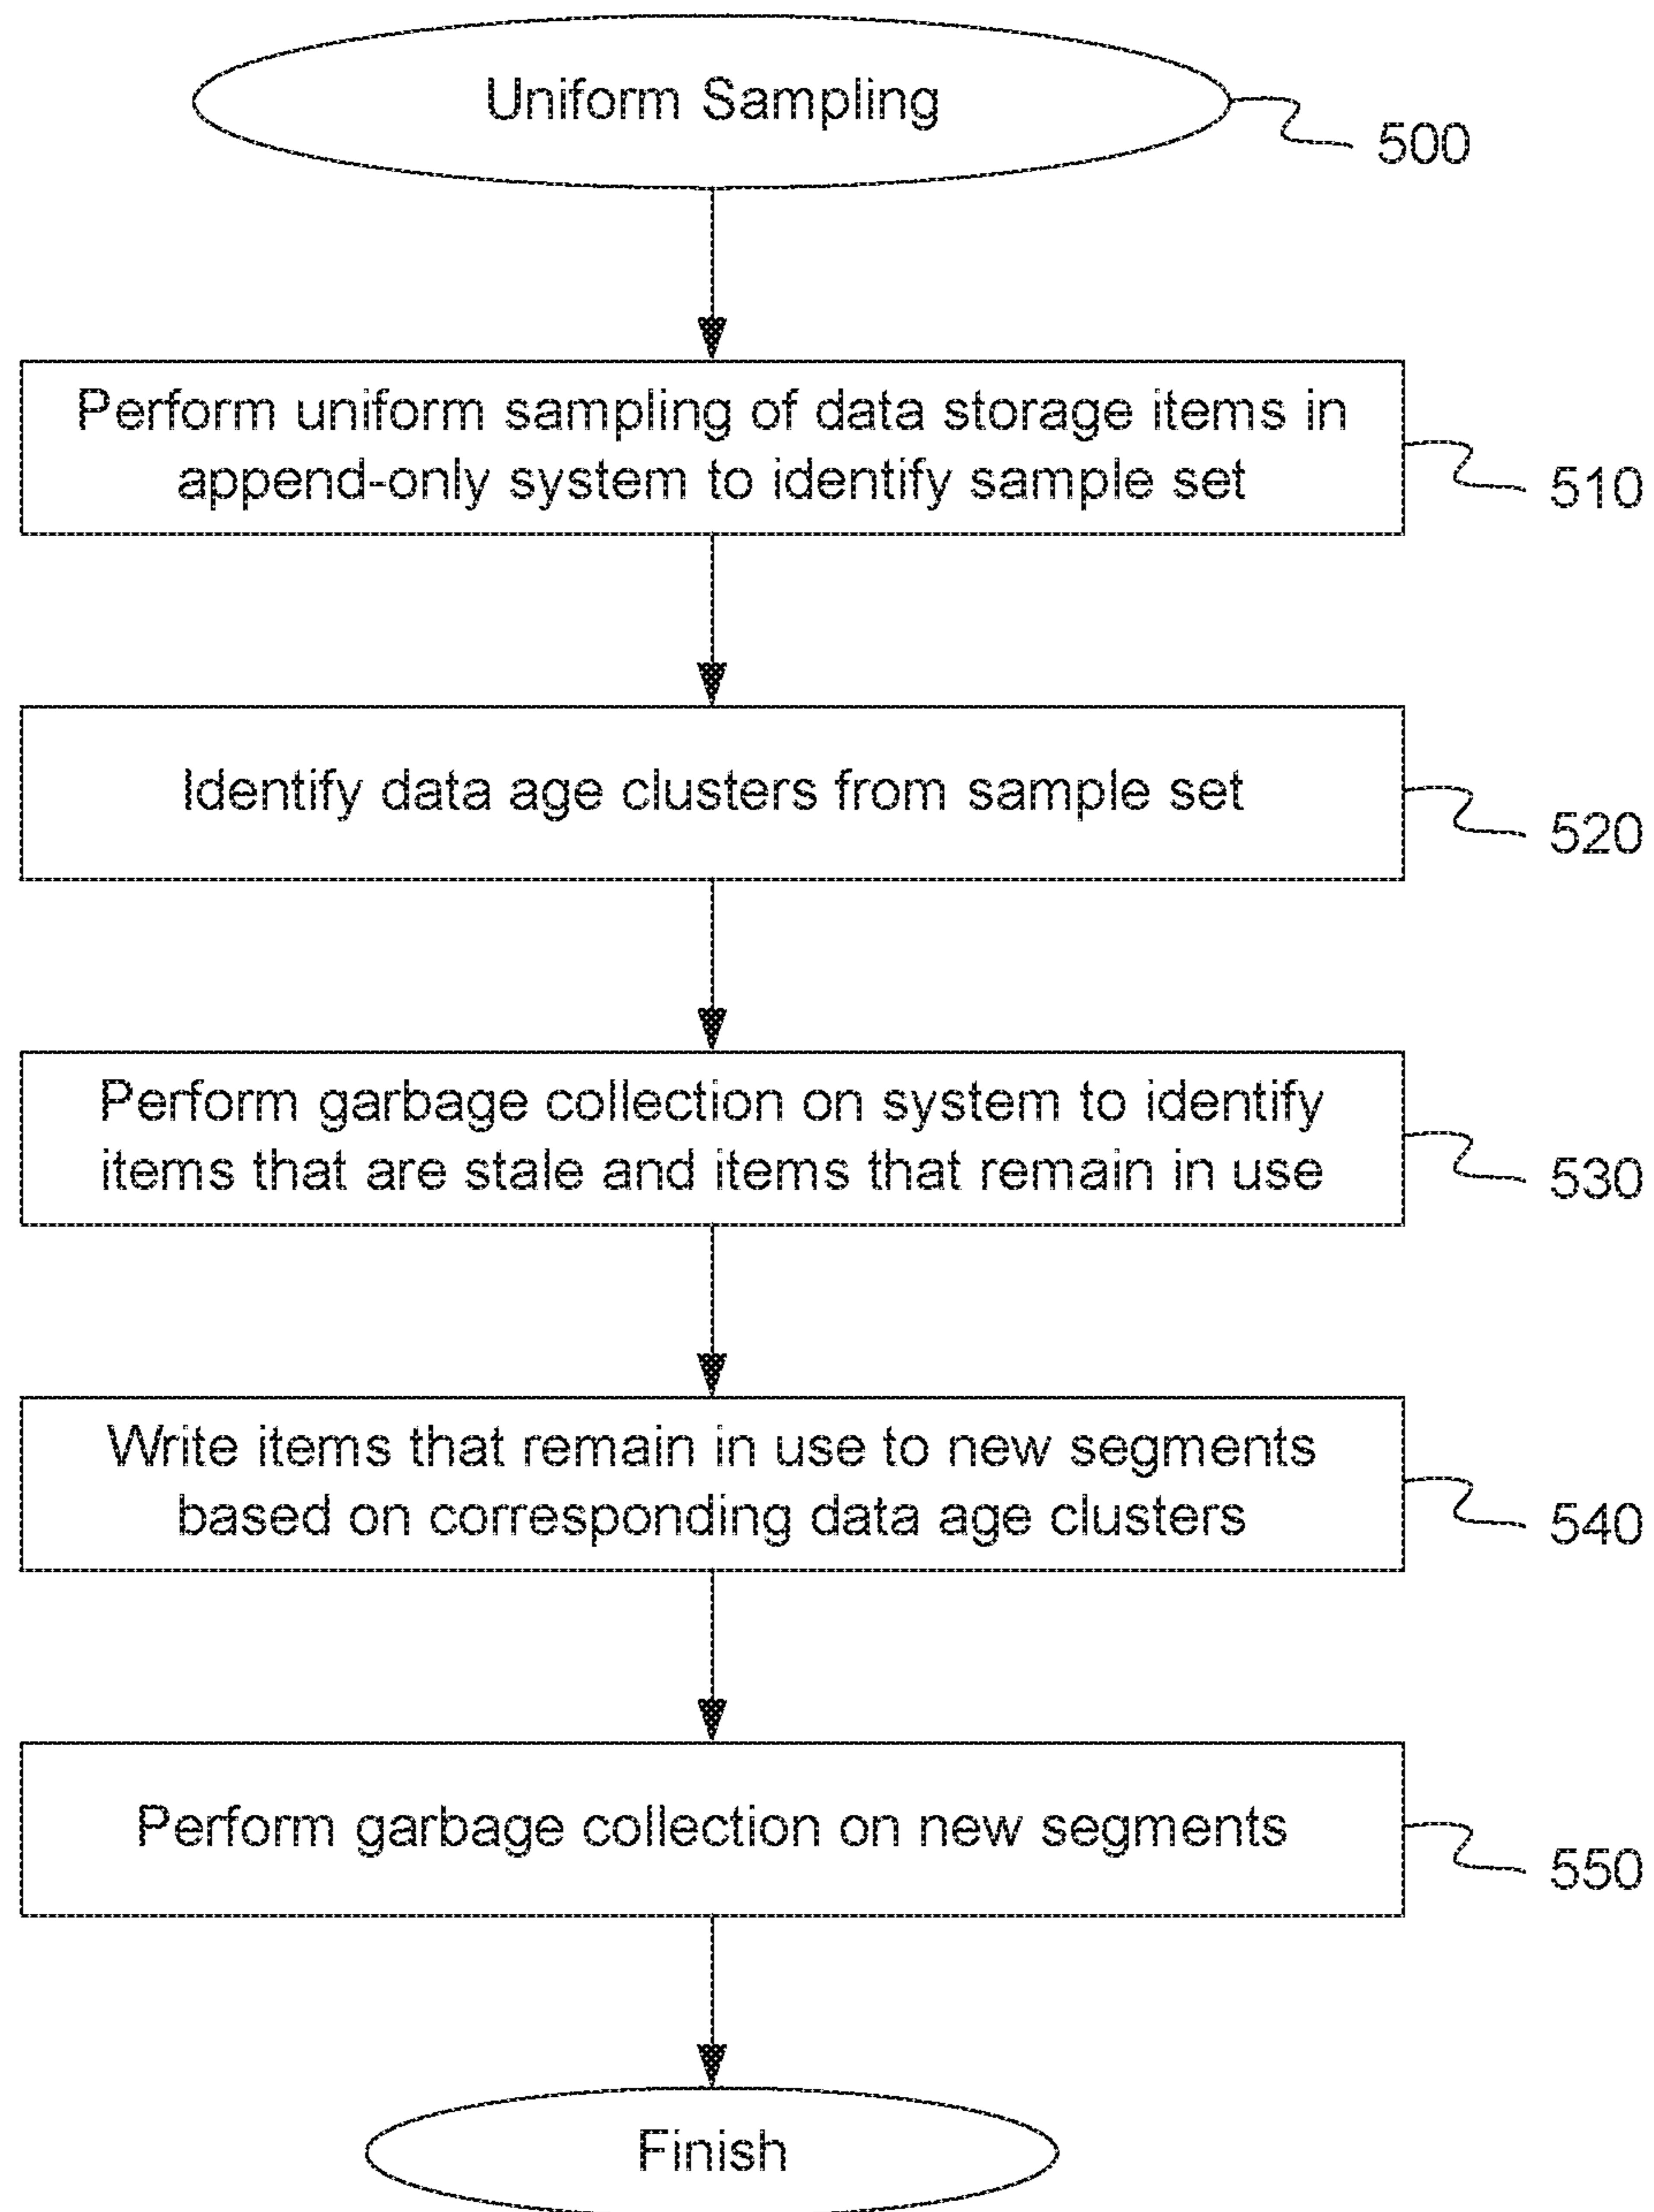 Uniform Sampling
500
Perform uniform sampling of data storage items in
append-only system to identify sample set
510
Identify data age clusters from sample set
520
Perform garbage collection on system to identify
items that are stale and items that remain in use
530
Write items that remain in use to new segments
based on corresponding data age clusters
540
Perform garbage collection on new segments
550
Finish